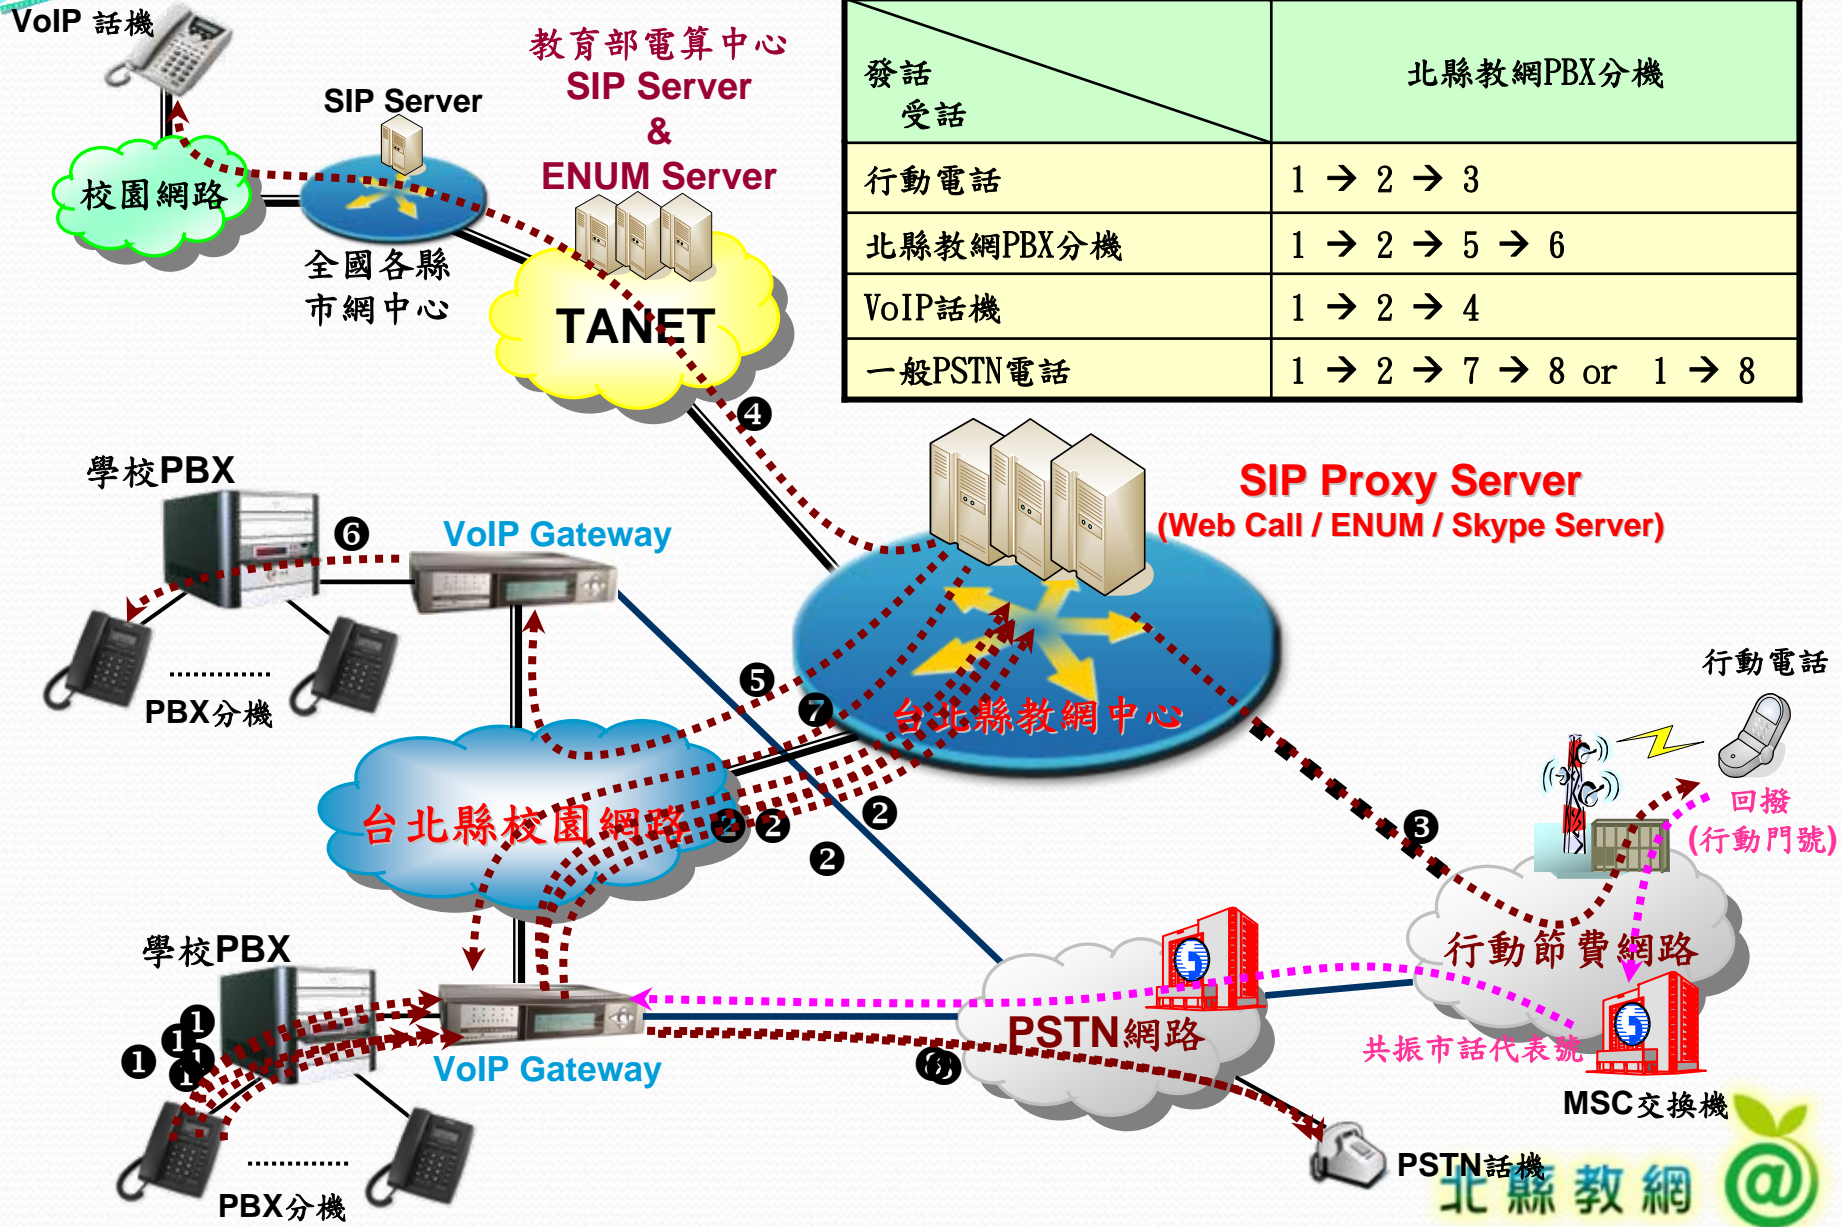 VoIP 話機
教育部電算中心
SIP Server
&
ENUM Server
SIP Server
校園網路
全國各縣
市網中心
TANET
發話
受話
北縣教網PBX分機
行動電話
1 → 2 → 3
北縣教網PBX分機
1 → 2 → 5 → 6
VoIP話機
1 → 2 → 4
一般PSTN電話
1 → 2 → 7 → 8 or 1 → 8
4
SIP Proxy Server
(Web Call / ENUM / Skype Server)
學校PBX
6
VoIP Gateway
PBX分機
5
7
台北縣教網中心
台北縣校園網路
2
2
2
2
3
行動電話
回撥
(行動門號)
行動節費網路
學校PBX
1
1
1
1
1
VoIP Gateway
PBX分機
PSTN網路
共振市話代表號
MSC交換機
PSTN話機
北縣教網
@